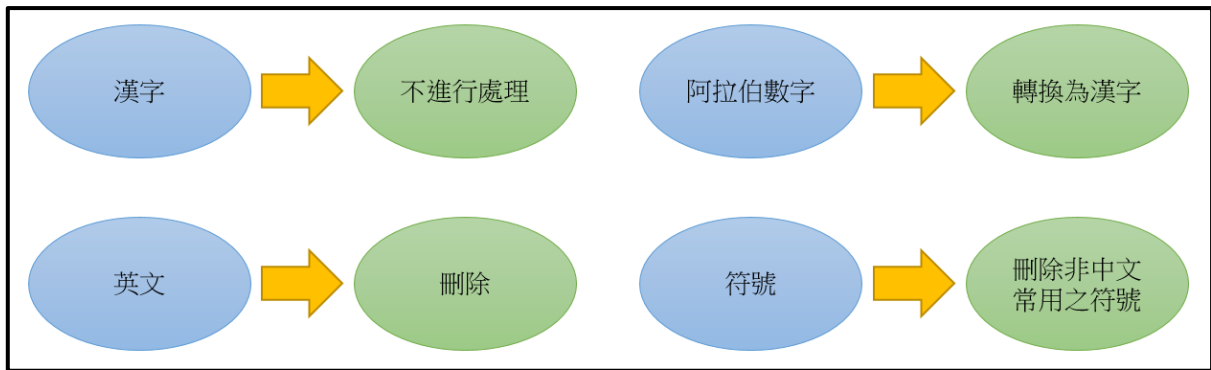 漢字
不進行處理
阿拉伯數字
轉換為漢字
英文
刪除
符號
刪除非中文
常用之符號